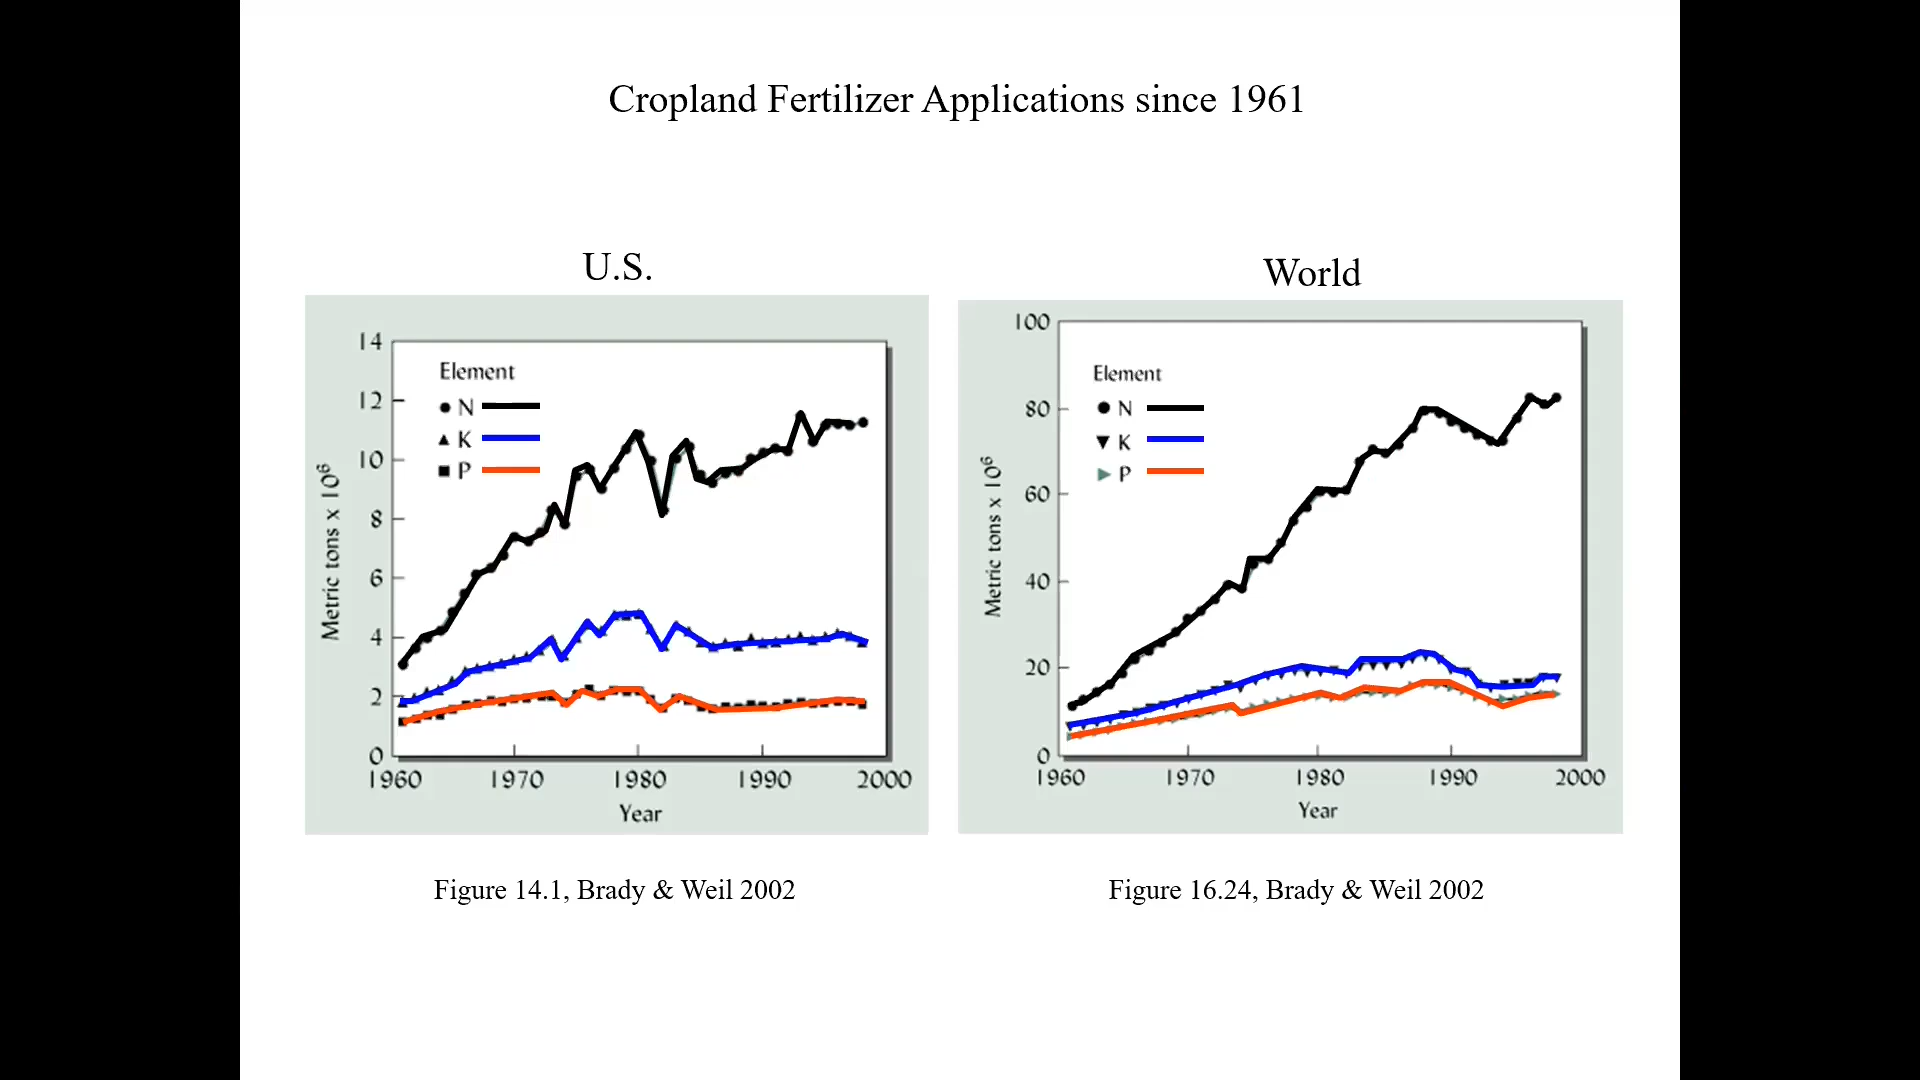 Cropland Fertilizer Applications since 1961
U.S.
14
12
10
8
6
4
2
0
Metric tons x 10⁶
Element
N
K
P
1960 1970 1980 1990 2000
Year
Figure 14.1, Brady & Weil 2002
World
100
80
60
40
20
0
Metric tons x 10⁶
Element
N
K
P
1960 1970 1980 1990 2000
Year
Figure 16.24, Brady & Weil 2002